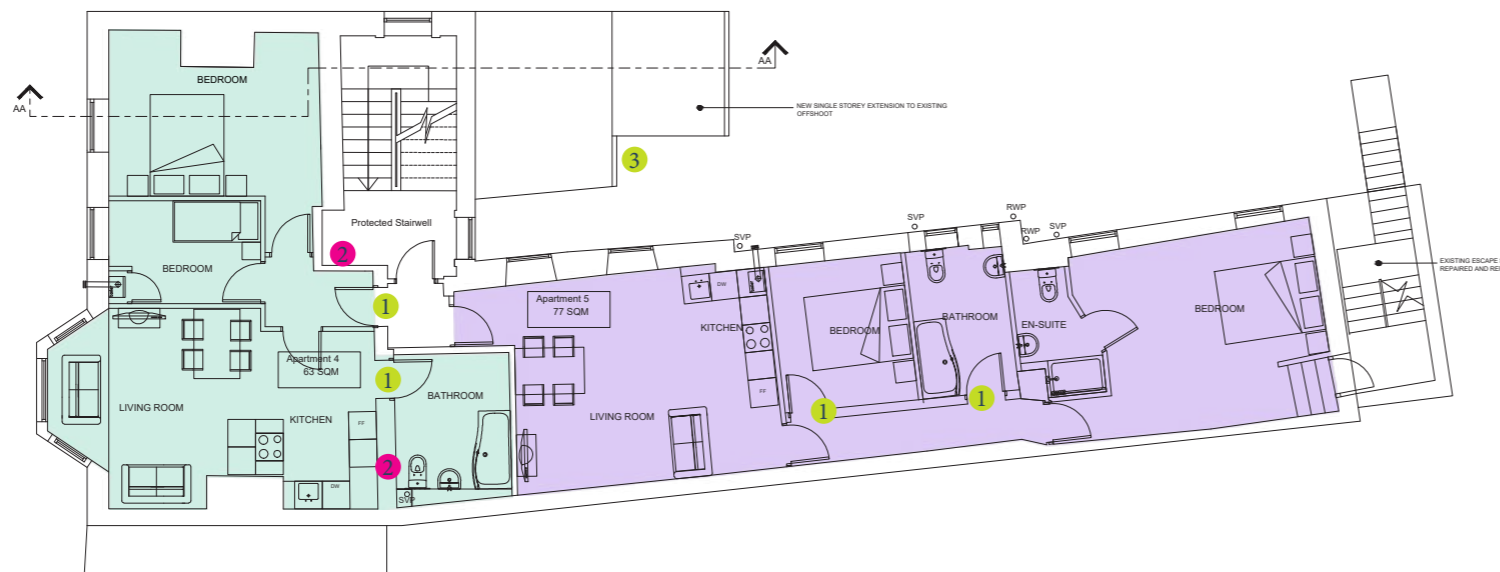 BEDROOM
AA
AA
NEW SINGLE STOREY EXTENSION TO EXISTING
OFFSHOOT
3
Protected Stairwell
2
BEDROOM
1
SVP
SVP
RWP
RWP
SVP
EXISTING ESCAPE
REPAIRED AND RE
Apartment 5
77 SQM
DW
KITCHEN
BEDROOM
BATHROOM
EN-SUITE
BEDROOM
Apartment 4
63 SQM
1
BATHROOM
LIVING ROOM
KITCHEN
FF
2
DW
SVP
LIVING ROOM
FF
1
1